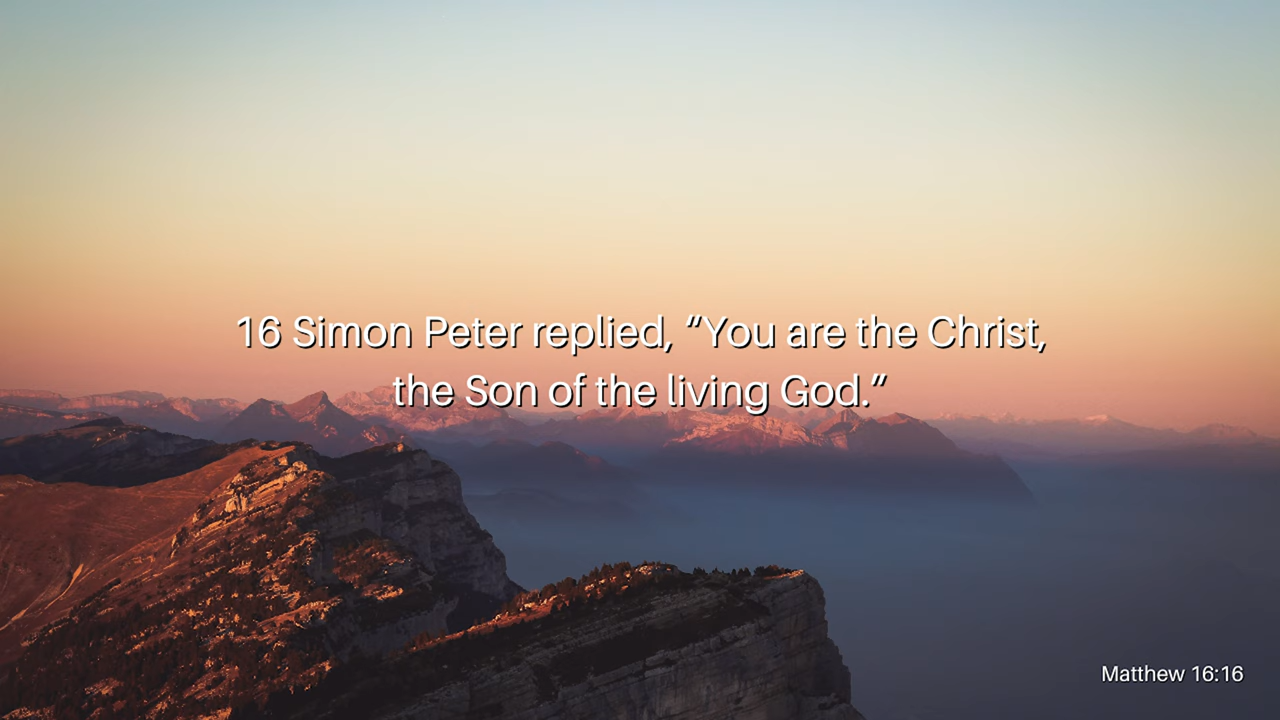 16 Simon Peter replied, “You are the Christ,
the Son of the living God.”
Matthew 16:16